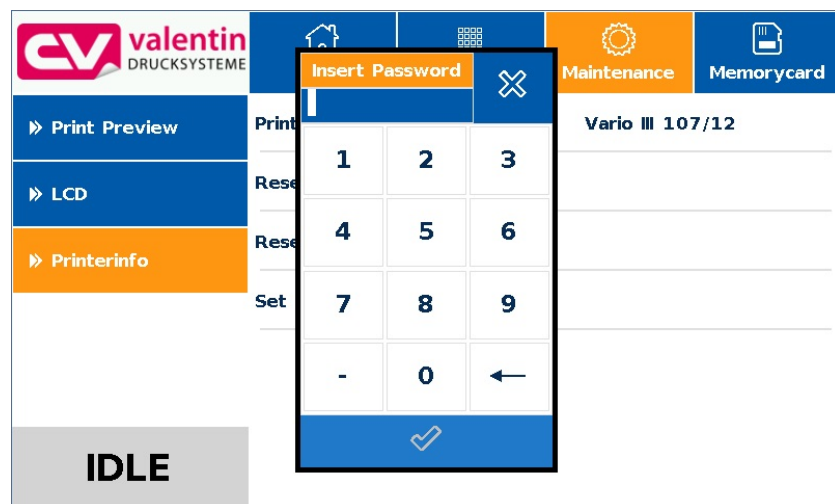 valentin
DRUCKSYSTEME
Maintenance
Memorycard
Print Preview
LCD
Printerinfo
IDLE
Print
Vario III 107/12
Rese
Rese
Set
Insert Password
1 2 3
4 5 6
7 8 9
- 0 ←